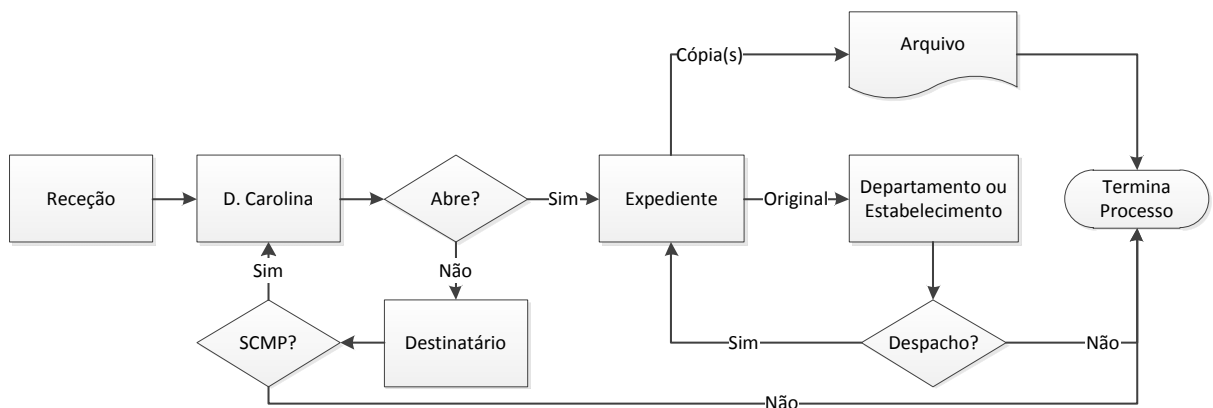 Cópia(s)
Arquivo
Receção
D. Carolina
Abre?
Sim
Expediente
Original
Departamento ou
Estabelecimento
Termina
Processo
Sim
Não
SCMP?
Destinatário
Sim
Despacho?
Não
Não